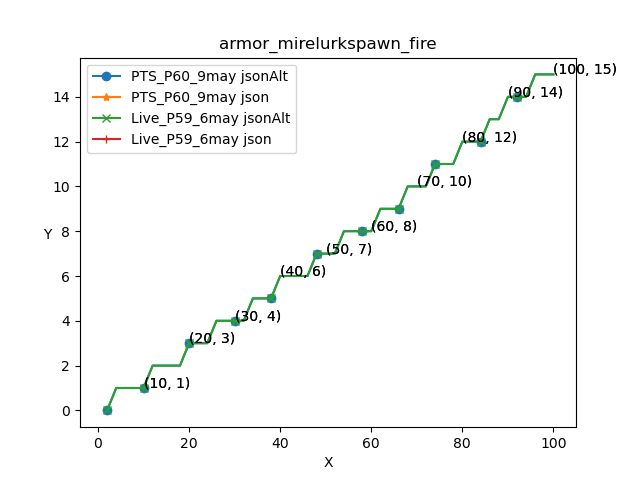 armor_mirelurkspawn_fire
PTS_P60_9may jsonAlt
PTS_P60_9may json
Live_P59_6may jsonAlt
Live_P59_6may json
(100, 15)
(90, 14)
(80, 12)
(70, 10)
(60, 8)
(50, 7)
(40, 6)
(30, 4)
(20, 3)
(10, 1)
14
12
10
8
6
4
2
0
Y
0 20 40 60 80 100
X